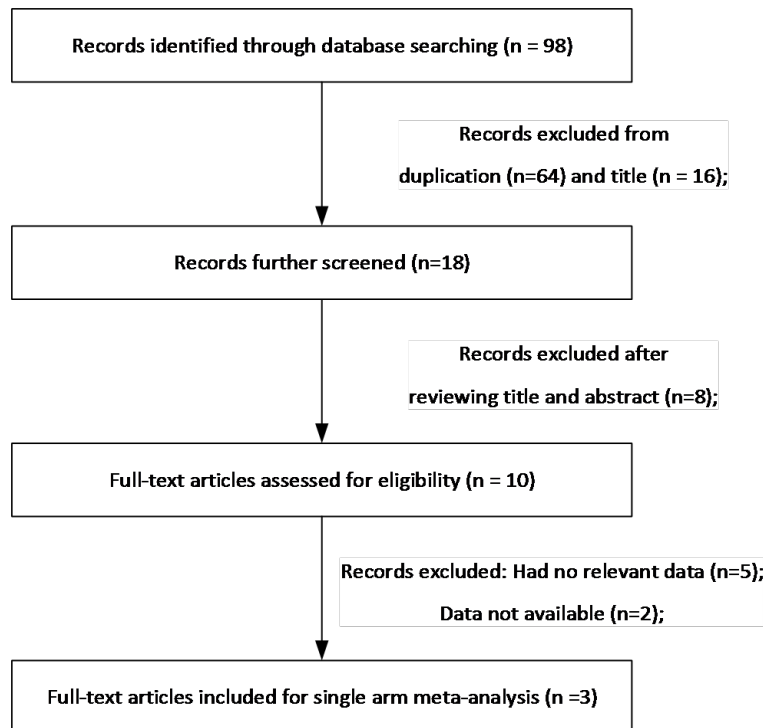 Records identified through database searching (n = 98)
Records excluded from
duplication (n=64) and title (n = 16);
Records further screened (n=18)
Records excluded after
reviewing title and abstract (n=8);
Full-text articles assessed for eligibility (n = 10)
Records excluded: Had no relevant data (n=5);
Data not available (n=2);
Full-text articles included for single arm meta-analysis (n =3)